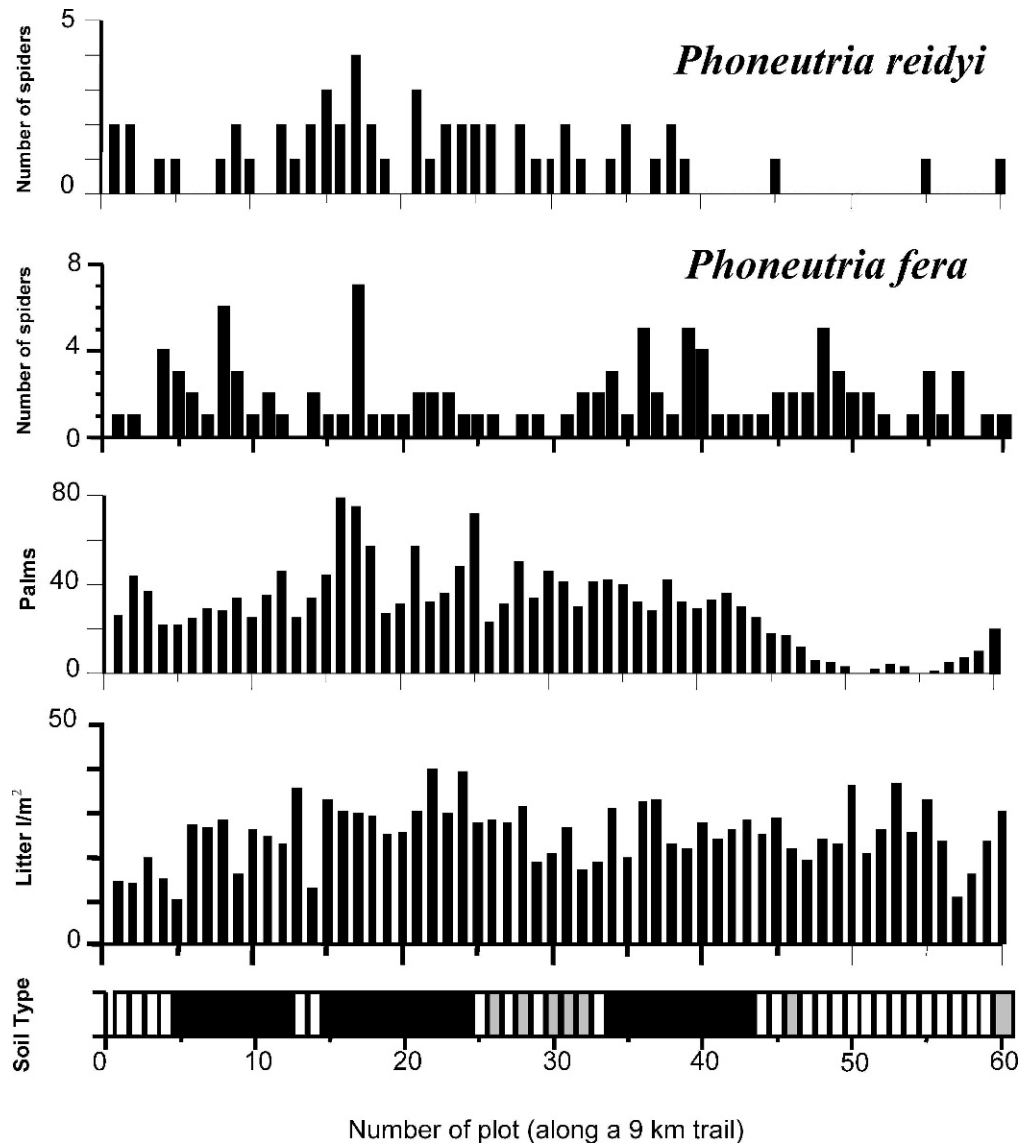 Phoneutria reidyi
Number of spiders
5
0
Phoneutria fera
Number of spiders
8
4
0
Palms
80
40
0
Litter l/m²
50
0
Soil Type
0 10 20 30 40 50 60
Number of plot (along a 9 km trail)